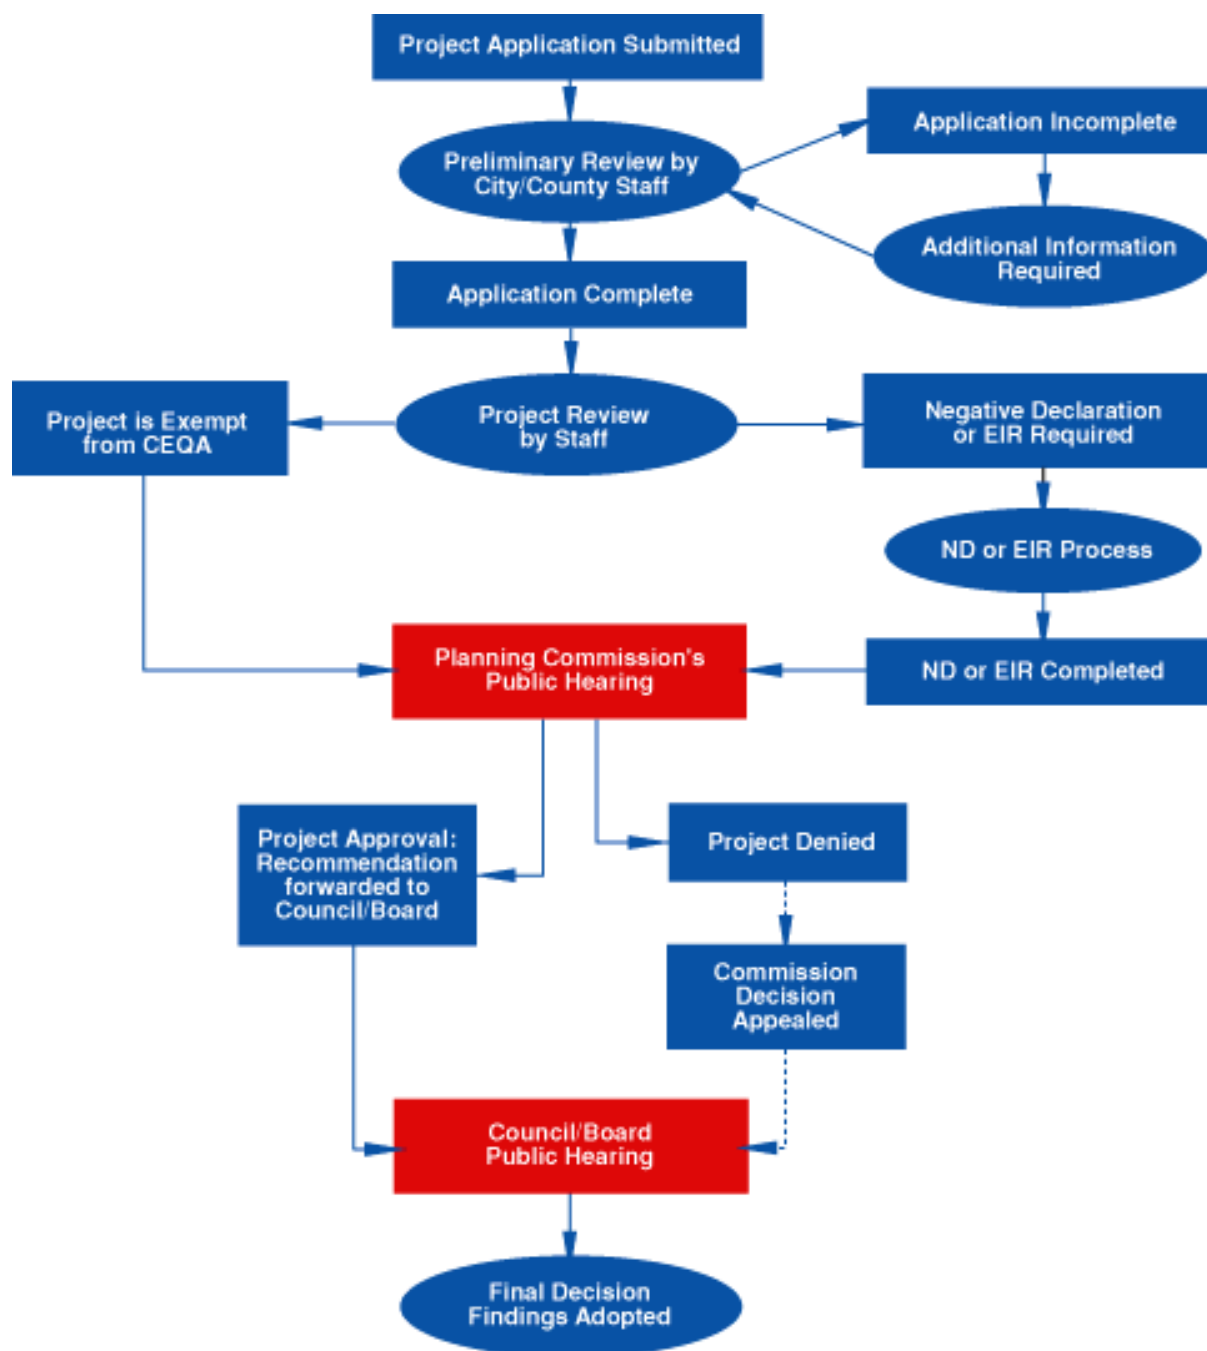 Project Application Submitted
Preliminary Review by
City/County Staff
Application Incomplete
Additional Information
Required
Application Complete
Project is Exempt
from CEQA
Project Review
by Staff
Negative Declaration
or EIR Required
ND or EIR Process
ND or EIR Completed
Planning Commission's
Public Hearing
Project Approval:
Recommendation
forwarded to
Council/Board
Project Denied
Commission
Decision
Appealed
Council/Board
Public Hearing
Final Decision
Findings Adopted